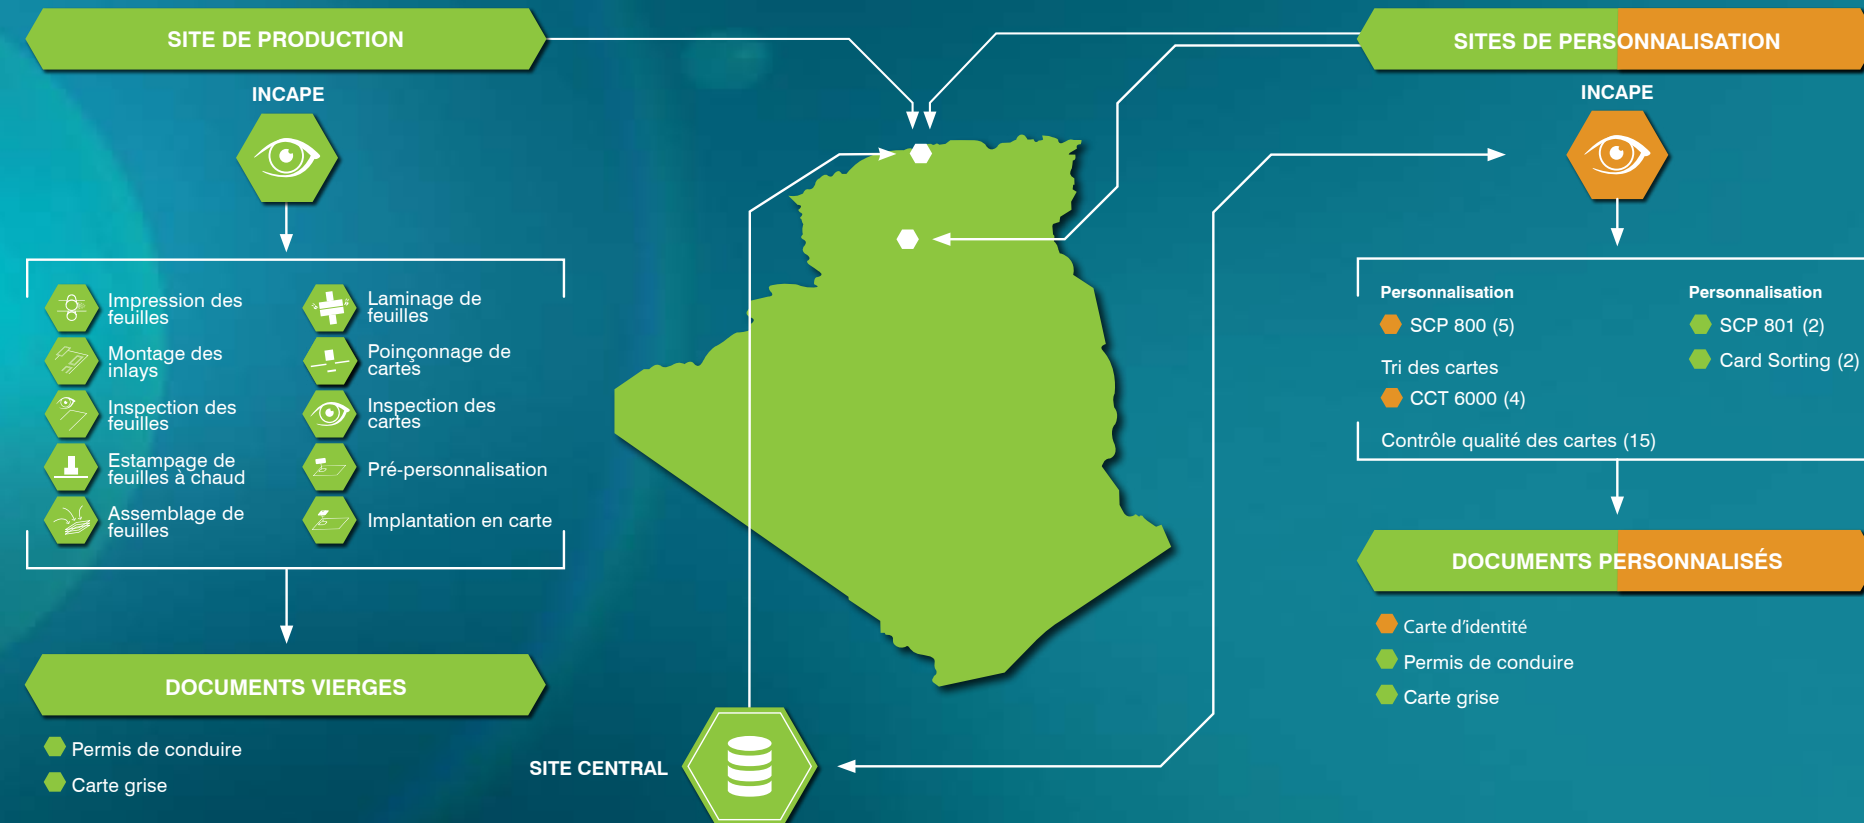 SITE DE PRODUCTION
INCAPE
Impression des
feuilles
Montage des
inlays
Inspection des
feuilles
Estampage de
feuilles à chaud
Assemblage de
feuilles
Laminage de
feuilles
Poinçonnage de
cartes
Inspection des
cartes
Pré-personnalisation
Implantation en carte
DOCUMENTS VIERGES
Permis de conduire
Carte grise
SITE CENTRAL
SITES DE PERSONNALISATION
INCAPE
Personnalisation
SCP 800 (5)
Tri des cartes
CCT 6000 (4)
Contrôle qualité des cartes (15)
Personnalisation
SCP 801 (2)
Card Sorting (2)
DOCUMENTS PERSONNALISÉS
Carte d'identité
Permis de conduire
Carte grise